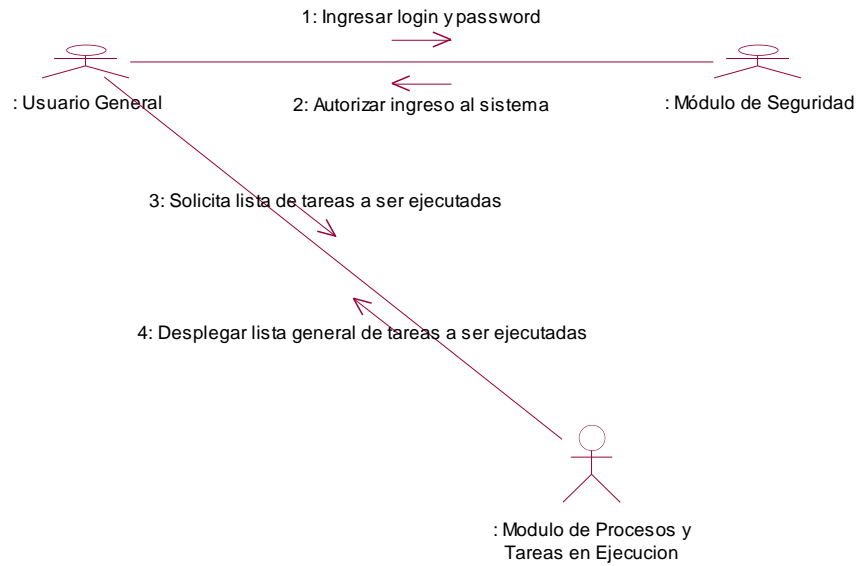 1: Ingresar login y password
: Usuario General
2: Autorizar ingreso al sistema
: Módulo de Seguridad
3: Solicita lista de tareas a ser ejecutadas
4: Desplegar lista general de tareas a ser ejecutadas
: Modulo de Procesos y
Tareas en Ejecucion